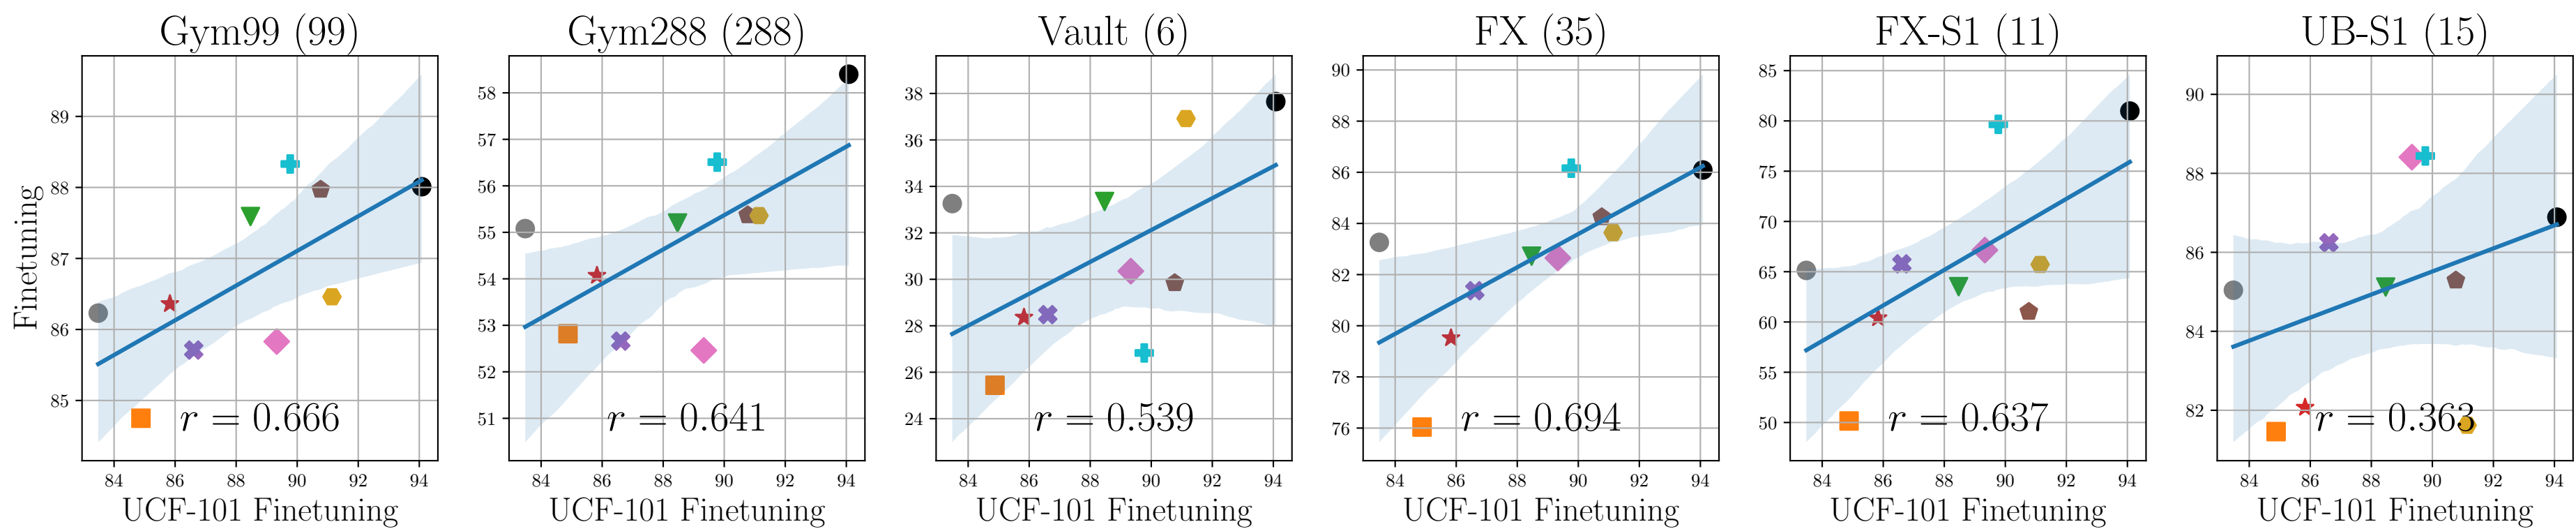 Gym99 (99)
Finetuning
89
88
87
86
85
r = 0.666
84 86 88 90 92 94
UCF-101 Finetuning
Gym288 (288)
58
57
56
55
54
53
52
51
r = 0.641
84 86 88 90 92 94
UCF-101 Finetuning
Vault (6)
38
36
34
32
30
28
26
24
r = 0.539
84 86 88 90 92 94
UCF-101 Finetuning
FX (35)
90
88
86
84
82
80
78
76
r = 0.694
84 86 88 90 92 94
UCF-101 Finetuning
FX-S1 (11)
85
80
75
70
65
60
55
50
r = 0.637
84 86 88 90 92 94
UCF-101 Finetuning
UB-S1 (15)
90
88
86
84
82
r = 0.363
84 86 88 90 92 94
UCF-101 Finetuning